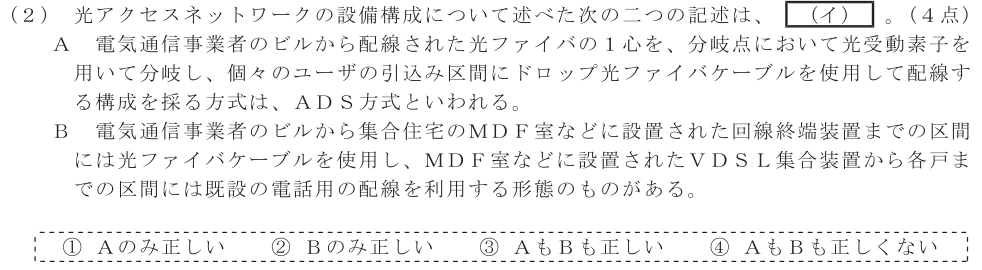 （２） 光アクセスネットワークの設備構成について述べた次の二つの記述は、 （イ） 。（４点）
Ａ 電気通信事業者のビルから配線された光ファイバの１心を、分岐点において光受動素子を
用いて分岐し、個々のユーザの引込み区間にドロップ光ファイバケーブルを使用して配線す
る構成を採る方式は、ＡＤＳ方式といわれる。
Ｂ 電気通信事業者のビルから集合住宅のＭＤＦ室などに設置された回線終端装置までの区間
には光ファイバケーブルを使用し、ＭＤＦ室などに設置されたＶＤＳＬ集合装置から各戸ま
での区間には既設の電話用の配線を利用する形態のものがある。
① Ａのみ正しい ② Ｂのみ正しい ③ ＡもＢも正しい ④ ＡもＢも正しくない